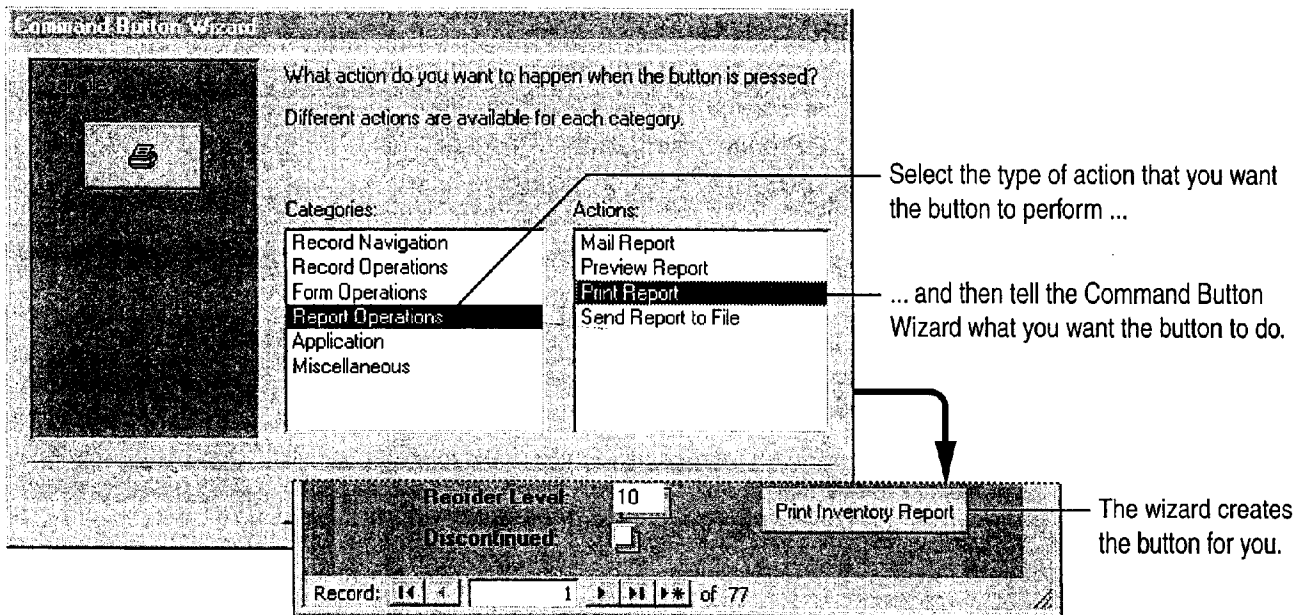 Command Button Wizard
What action do you want to happen when the button is pressed?
Different actions are available for each category.
Categories:
Record Navigation
Record Operations
Form Operations
Report Operations
Application
Miscellaneous
Actions:
Mail Report
Preview Report
Print Report
Send Report to File
Select the type of action that you want
the button to perform ...
... and then tell the Command Button
Wizard what you want the button to do.
Reorder Level:
10
Print Inventory Report
Discontinued:
The wizard creates
the button for you.
Record:
1
of 77